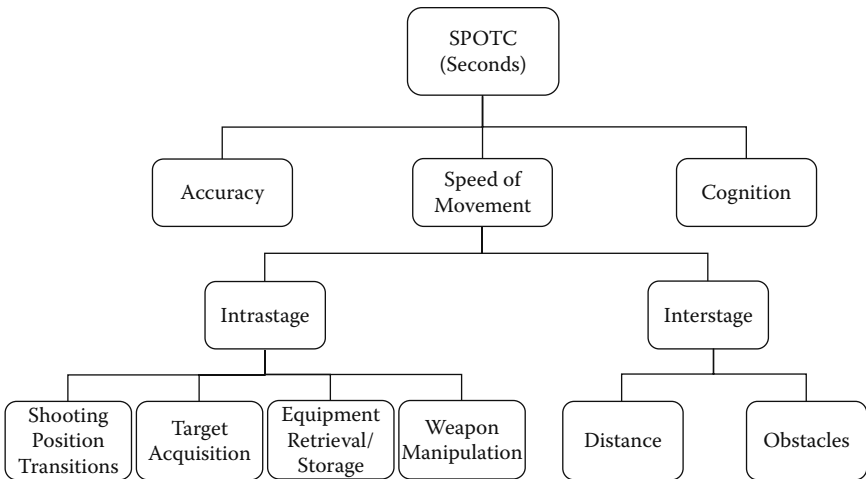 SPOTC
(Seconds)
Accuracy
Speed of
Movement
Cognition
Intrastage
Interstage
Shooting
Position
Transitions
Target
Acquisition
Equipment
Retrieval/
Storage
Weapon
Manipulation
Distance
Obstacles